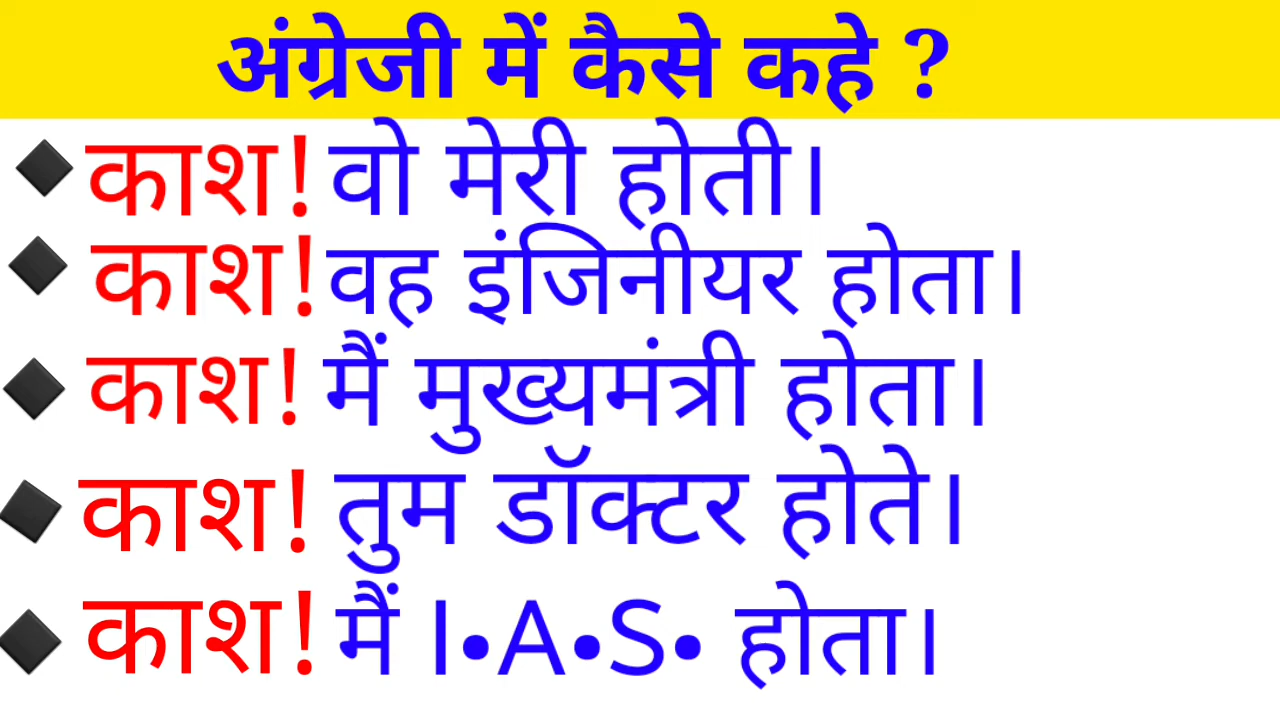 अंग्रेजी में कैसे कहे ?
काश! वो मेरी होती।
काश! वह इंजिनीयर होता।
काश! मैं मुख्यमंत्री होता।
काश! तुम डॉक्टर होते।
काश! मैं I•A•S• होता।